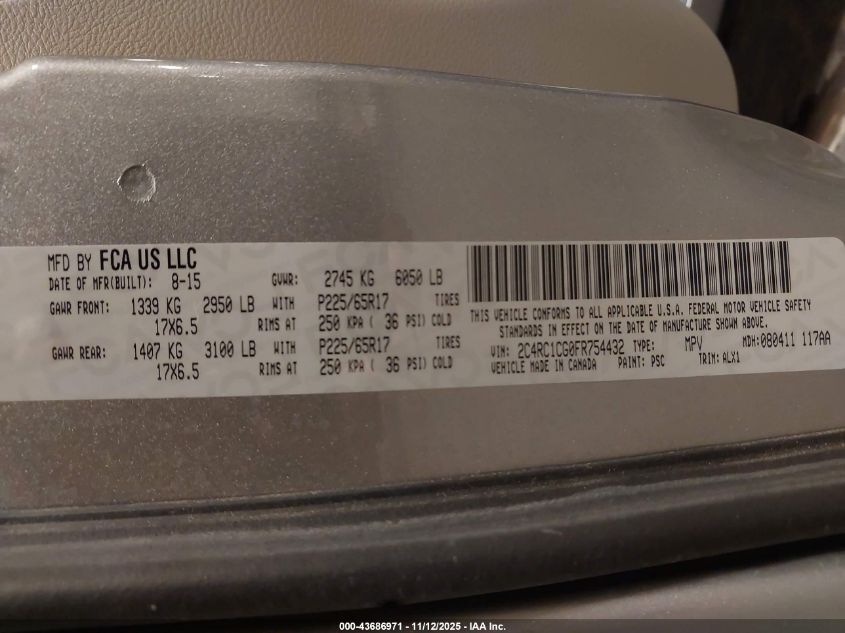 MFD BY FCA US LLC
DATE OF MFR(BUILT): 8-15 GVWR: 2745 KG 6050 LB
GAWR FRONT: 1339 KG 2950 LB WITH P225/65R17 TIRES
17X6.5 RIMS AT 250 KPA ( 36 PSI) COLD
GAWR REAR: 1407 KG 3100 LB WITH P225/65R17 TIRES
17X6.5 RIMS AT 250 KPA ( 36 PSI) COLD
THIS VEHICLE CONFORMS TO ALL APPLICABLE U.S.A. FEDERAL MOTOR VEHICLE SAFETY
STANDARDS IN EFFECT ON THE DATE OF MANUFACTURE SHOWN ABOVE.
VIN: 2C4RC1CG0FR754432 TYPE: MPV MDH:080411 117AA
VEHICLE MADE IN CANADA PAINT: PSC TRIM: ALX1
000-43686971 - 11/12/2025 - IAA Inc.